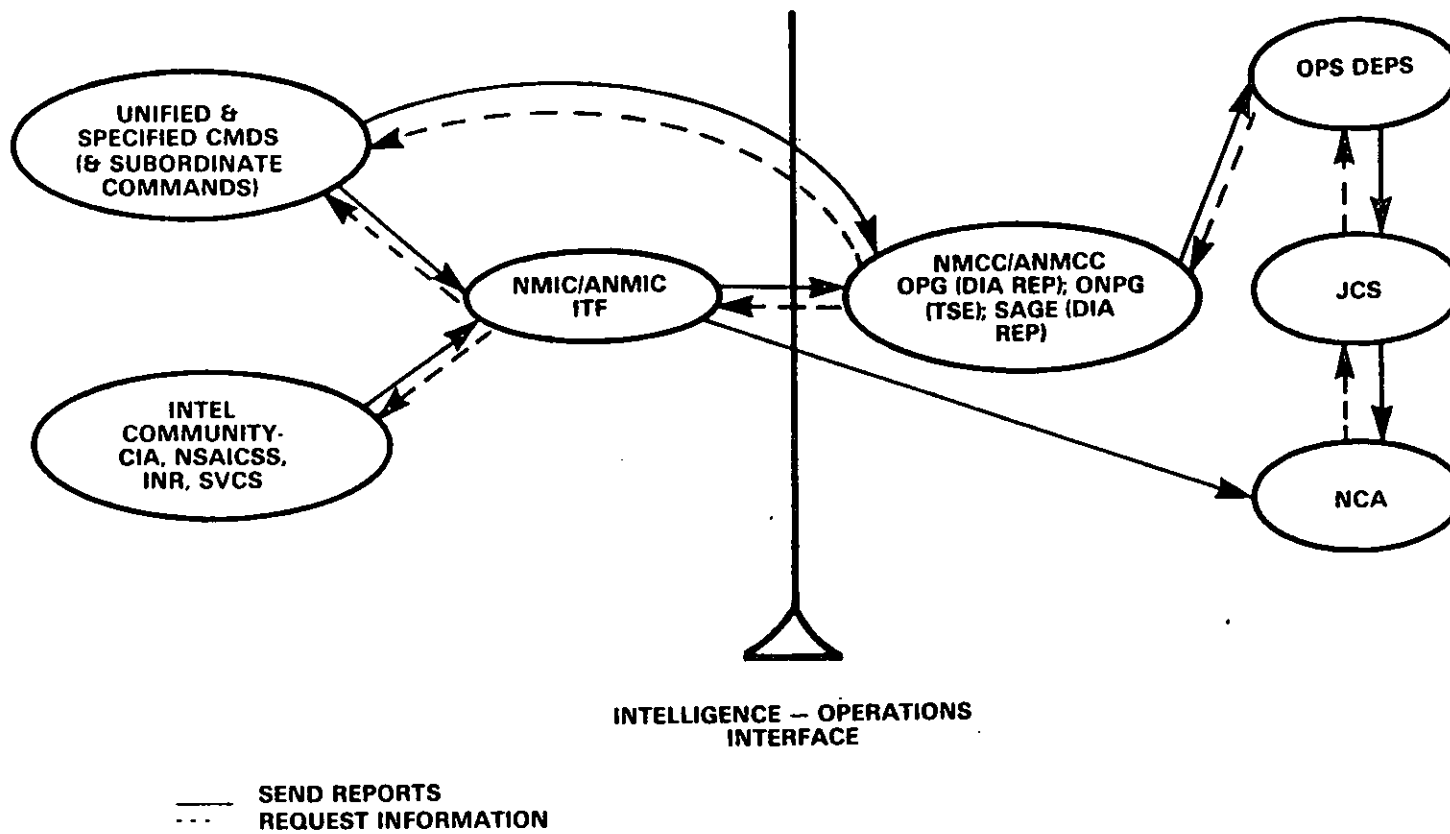 UNIFIED &
SPECIFIED CMDS
(& SUBORDINATE
COMMANDS)
OPS DEPS
NMIC/ANMIC
ITF
NMCC/ANMCC
OPG (DIA REP); ONPG
(TSE); SAGE (DIA
REP)
JCS
INTEL
COMMUNITY-
CIA, NSAICSS,
INR, SVCS
NCA
INTELLIGENCE – OPERATIONS
INTERFACE
SEND REPORTS
REQUEST INFORMATION